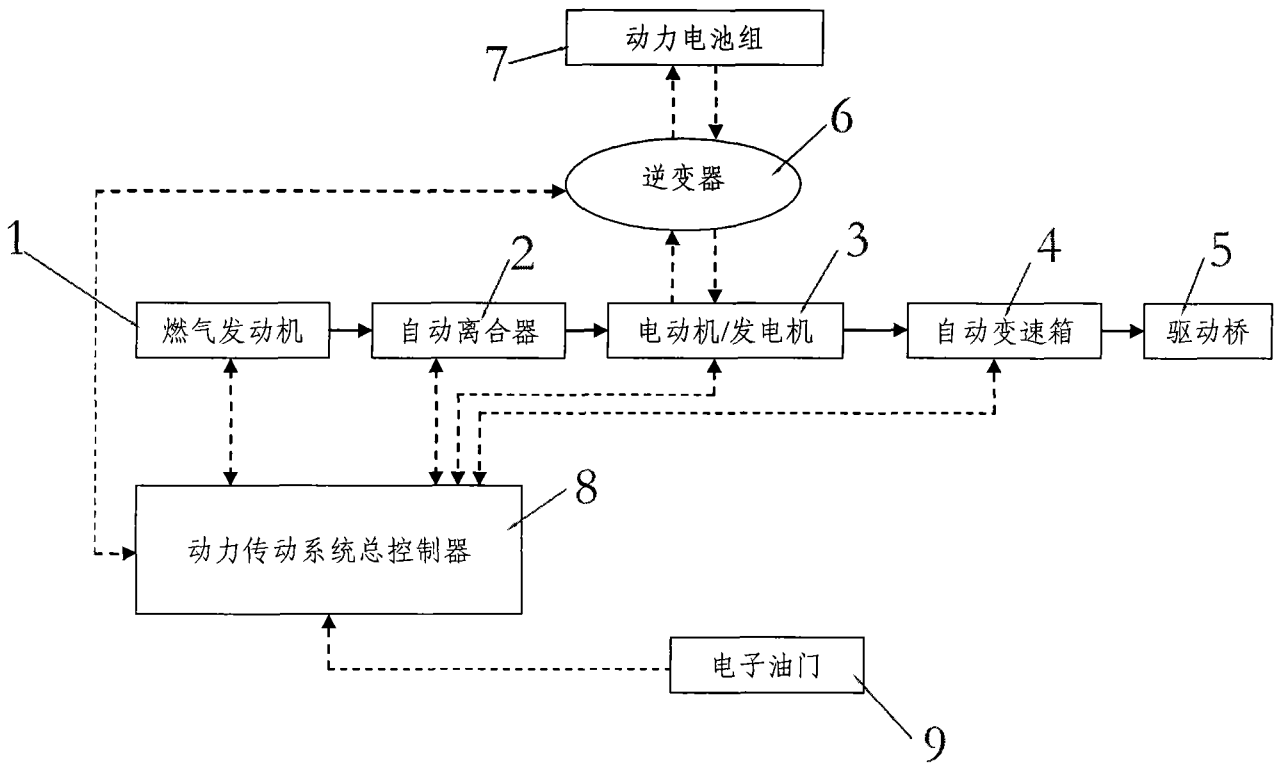 动力电池组
7
6
逆变器
1
2
3
4
5
燃气发动机
自动离合器
电动机/发电机
自动变速箱
驱动桥
8
动力传动系统总控制器
电子油门
9